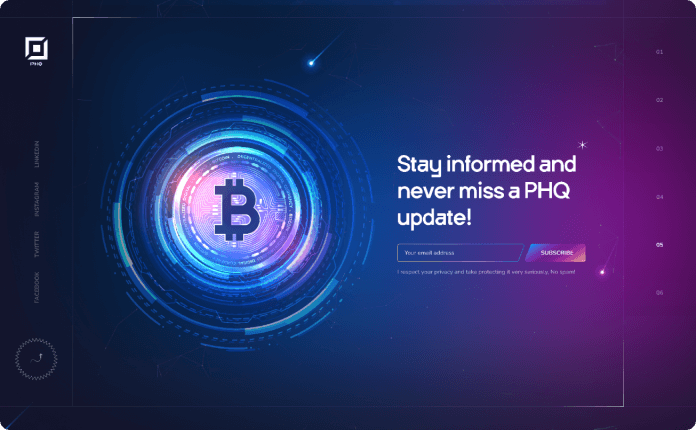 PHQ
LINKEDIN
INSTAGRAM
TWITTER
FACEBOOK
BITCOIN
Stay informed and
never miss a PHQ
update!
Your email address
SUBSCRIBE
I respect your privacy and take protecting it very seriously. No spam!
01
02
03
04
05
06